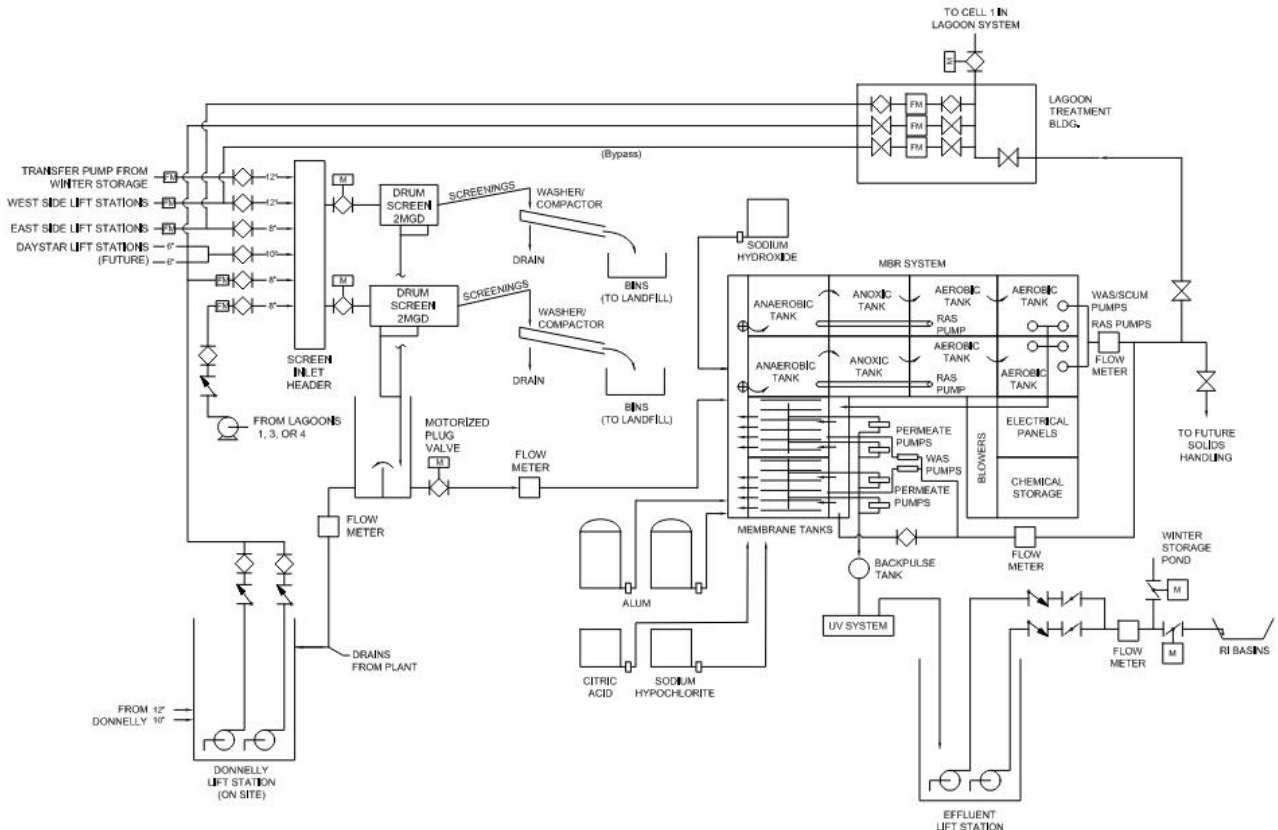 TO CELL 1 IN
LAGOON SYSTEM
M
LAGOON
TREATMENT
BLDG.
FM
FM
FM
(Bypass)
TRANSFER PUMP FROM
WINTER STORAGE
FM
12"
WEST SIDE LIFT STATIONS
FM
12"
EAST SIDE LIFT STATIONS
FM
8"
DAYSTAR LIFT STATIONS
(FUTURE)
6"
6"
10"
FM
8"
FM
8"
SCREEN
INLET
HEADER
FROM LAGOONS
1, 3, OR 4
M
DRUM
SCREEN
2MGD
SCREENINGS
WASHER/
COMPACTOR
DRAIN
BINS
(TO LANDFILL)
M
DRUM
SCREEN
2MGD
SCREENINGS
WASHER/
COMPACTOR
DRAIN
BINS
(TO LANDFILL)
MOTORIZED
PLUG
VALVE
M
FLOW
METER
FLOW
METER
DRAINS
FROM PLANT
FROM
DONNELLY
12"
10"
DONNELLY
LIFT STATION
(ON SITE)
SODIUM
HYDROXIDE
MBR SYSTEM
ANAEROBIC
TANK
ANOXIC
TANK
AEROBIC
TANK
AEROBIC
TANK
RAS
PUMP
WAS/SCUM
PUMPS
RAS PUMPS
FLOW
METER
ANAEROBIC
TANK
ANOXIC
TANK
AEROBIC
TANK
AEROBIC
TANK
RAS
PUMP
PERMEATE
PUMPS
WAS
PUMPS
PERMEATE
PUMPS
BLOWERS
ELECTRICAL
PANELS
CHEMICAL
STORAGE
MEMBRANE TANKS
TO FUTURE
SOLIDS
HANDLING
FLOW
METER
ALUM
CITRIC
ACID
SODIUM
HYPOCHLORITE
BACKPULSE
TANK
UV SYSTEM
WINTER
STORAGE
POND
M
FLOW
METER
M
RI BASINS
EFFLUENT
LIFT STATION